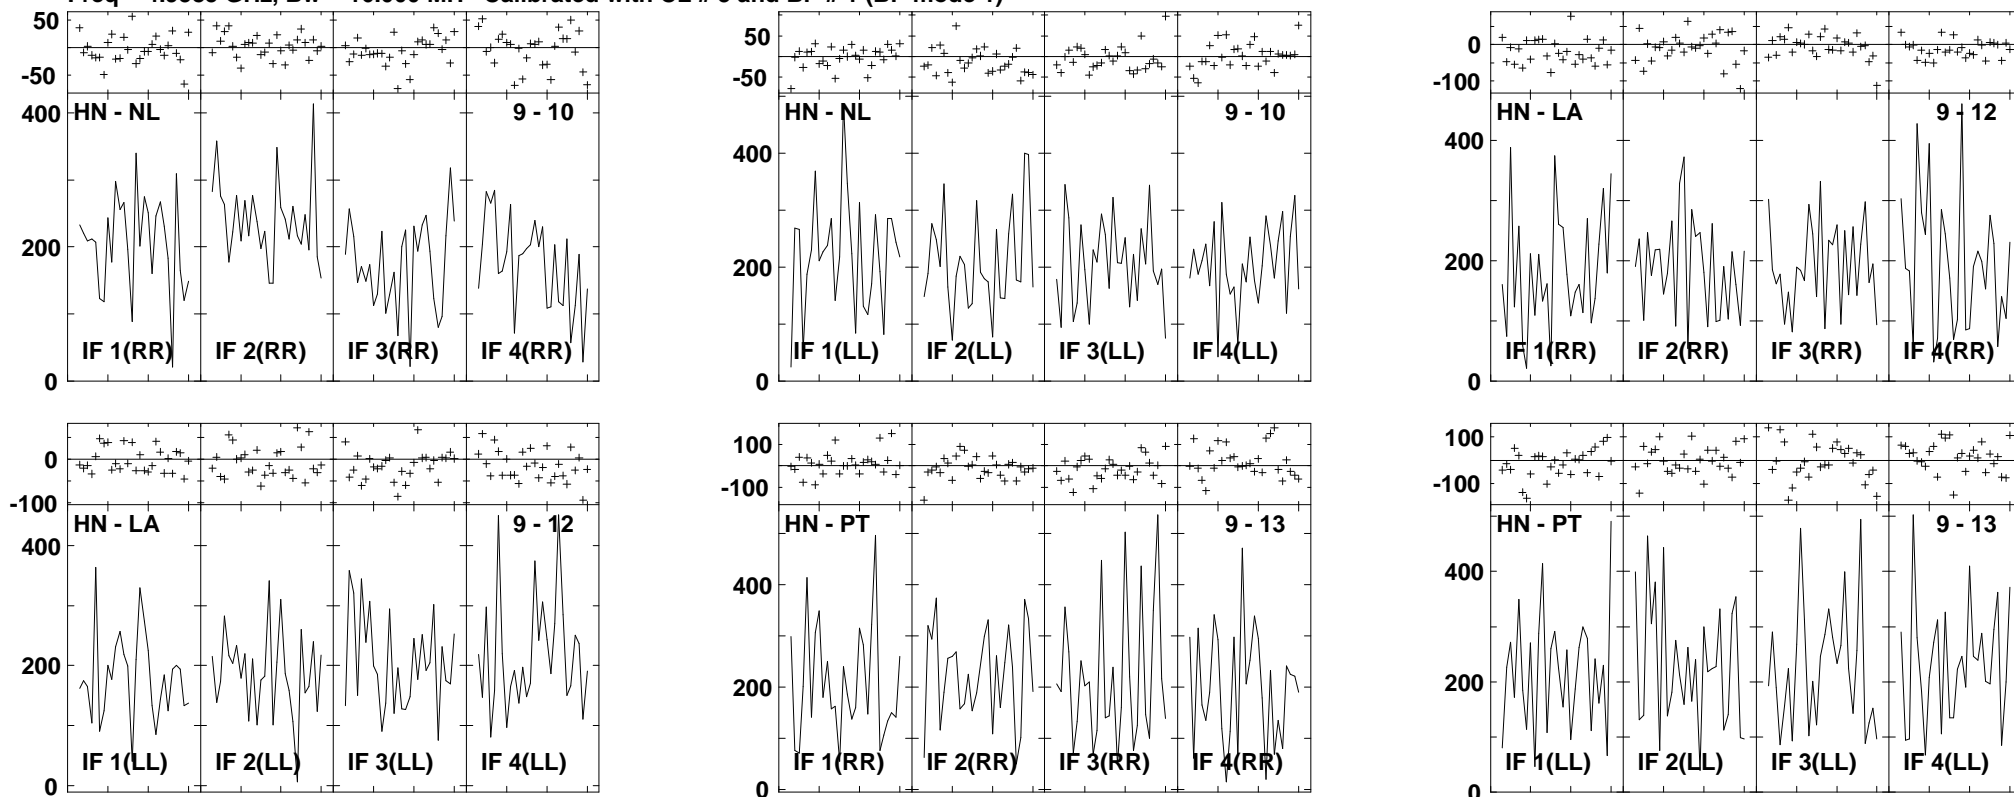 50
0
-50
HN - NL
9 - 10
400
200
0
IF 1(RR)
IF 2(RR)
IF 3(RR)
IF 4(RR)
50
0
-50
HN - NL
9 - 10
400
200
0
IF 1(LL)
IF 2(LL)
IF 3(LL)
IF 4(LL)
0
-100
HN - LA
9 - 12
400
200
0
IF 1(RR)
IF 2(RR)
IF 3(RR)
IF 4(RR)
0
-100
HN - LA
9 - 12
400
200
0
IF 1(LL)
IF 2(LL)
IF 3(LL)
IF 4(LL)
100
0
-100
HN - PT
9 - 13
400
200
0
IF 1(RR)
IF 2(RR)
IF 3(RR)
IF 4(RR)
100
0
-100
HN - PT
9 - 13
400
200
0
IF 1(LL)
IF 2(LL)
IF 3(LL)
IF 4(LL)